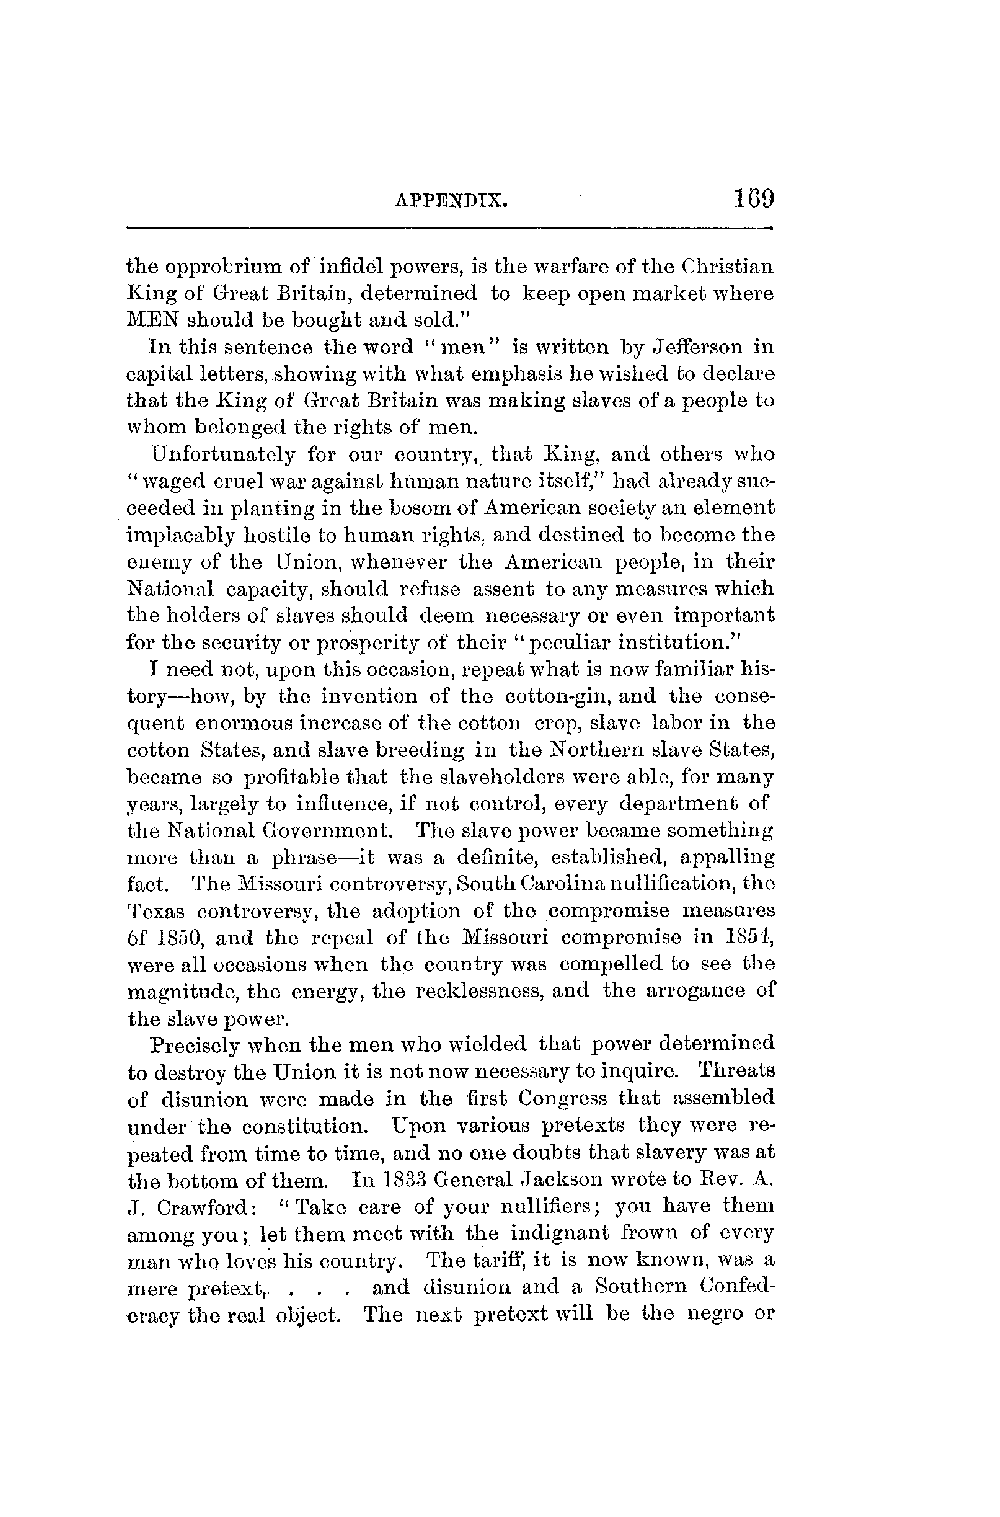 APPENDIX. 169
the opprobrium of infidel powers, is the warfare of the Christian
King of Great Britain, determined to keep open market where
MEN should be bought and sold."
In this sentence the word "men" is written by Jefferson in
capital letters, showing with what emphasis he wished to declare
that the King of Great Britain was making slaves of a people to
whom belonged the rights of men.
Unfortunately for our country, that King, and others who
"waged cruel war against human nature itself," had already suc-
ceeded in planting in the bosom of American society an element
implacably hostile to human rights, and destined to become the
enemy of the Union, whenever the American people, in their
National capacity, should refuse assent to any measures which
the holders of slaves should deem necessary or even important
for the security or prosperity of their "peculiar institution."
I need not, upon this occasion, repeat what is now familiar his-
tory—how, by the invention of the cotton-gin, and the conse-
quent enormous increase of the cotton crop, slave labor in the
cotton States, and slave breeding in the Northern slave States,
became so profitable that the slaveholders were able, for many
years, largely to influence, if not control, every department of
the National Government. The slave power became something
more than a phrase—it was a definite, established, appalling
fact. The Missouri controversy, South Carolina nullification, the
Texas controversy, the adoption of the compromise measures
of 1850, and the repeal of the Missouri compromise in 1854,
were all occasions when the country was compelled to see the
magnitude, the energy, the recklessness, and the arrogance of
the slave power.
Precisely when the men who wielded that power determined
to destroy the Union it is not now necessary to inquire. Threats
of disunion were made in the first Congress that assembled
under the constitution. Upon various pretexts they were re-
peated from time to time, and no one doubts that slavery was at
the bottom of them. In 1833 General Jackson wrote to Rev. A.
J. Crawford: "Take care of your nullifiers; you have them
among you; let them meet with the indignant frown of every
man who loves his country. The tariff, it is now known, was a
mere pretext, . . . and disunion and a Southern Confed-
eracy the real object. The next pretext will be the negro or